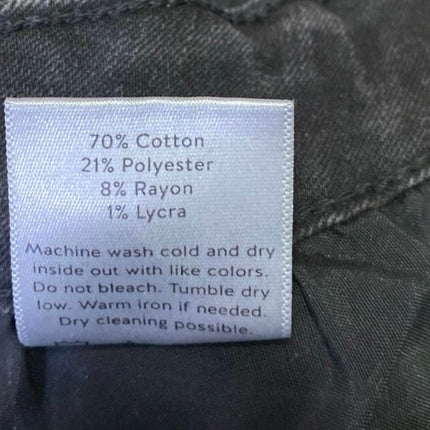 70% Cotton
21% Polyester
8% Rayon
1% Lycra
Machine wash cold and dry
inside out with like colors.
Do not bleach. Tumble dry
low. Warm iron if needed.
Dry cleaning possible.